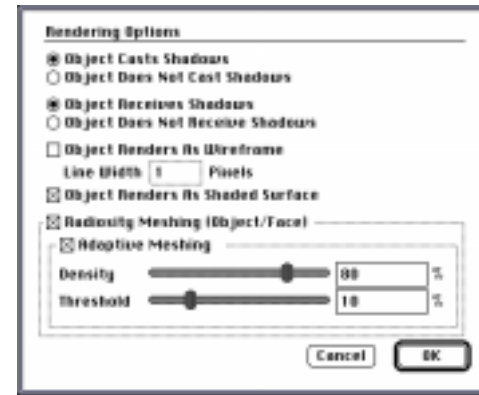 Rendering Options
Object Casts Shadows
Object Does Not Cast Shadows
Object Receives Shadows
Object Does Not Receive Shadows
Object Renders As Wireframe
Line Width 1 Pixels
Object Renders As Shaded Surface
Radiosity Meshing (Object/Face)
Adaptive Meshing
Density 80 %
Threshold 10 %
Cancel OK